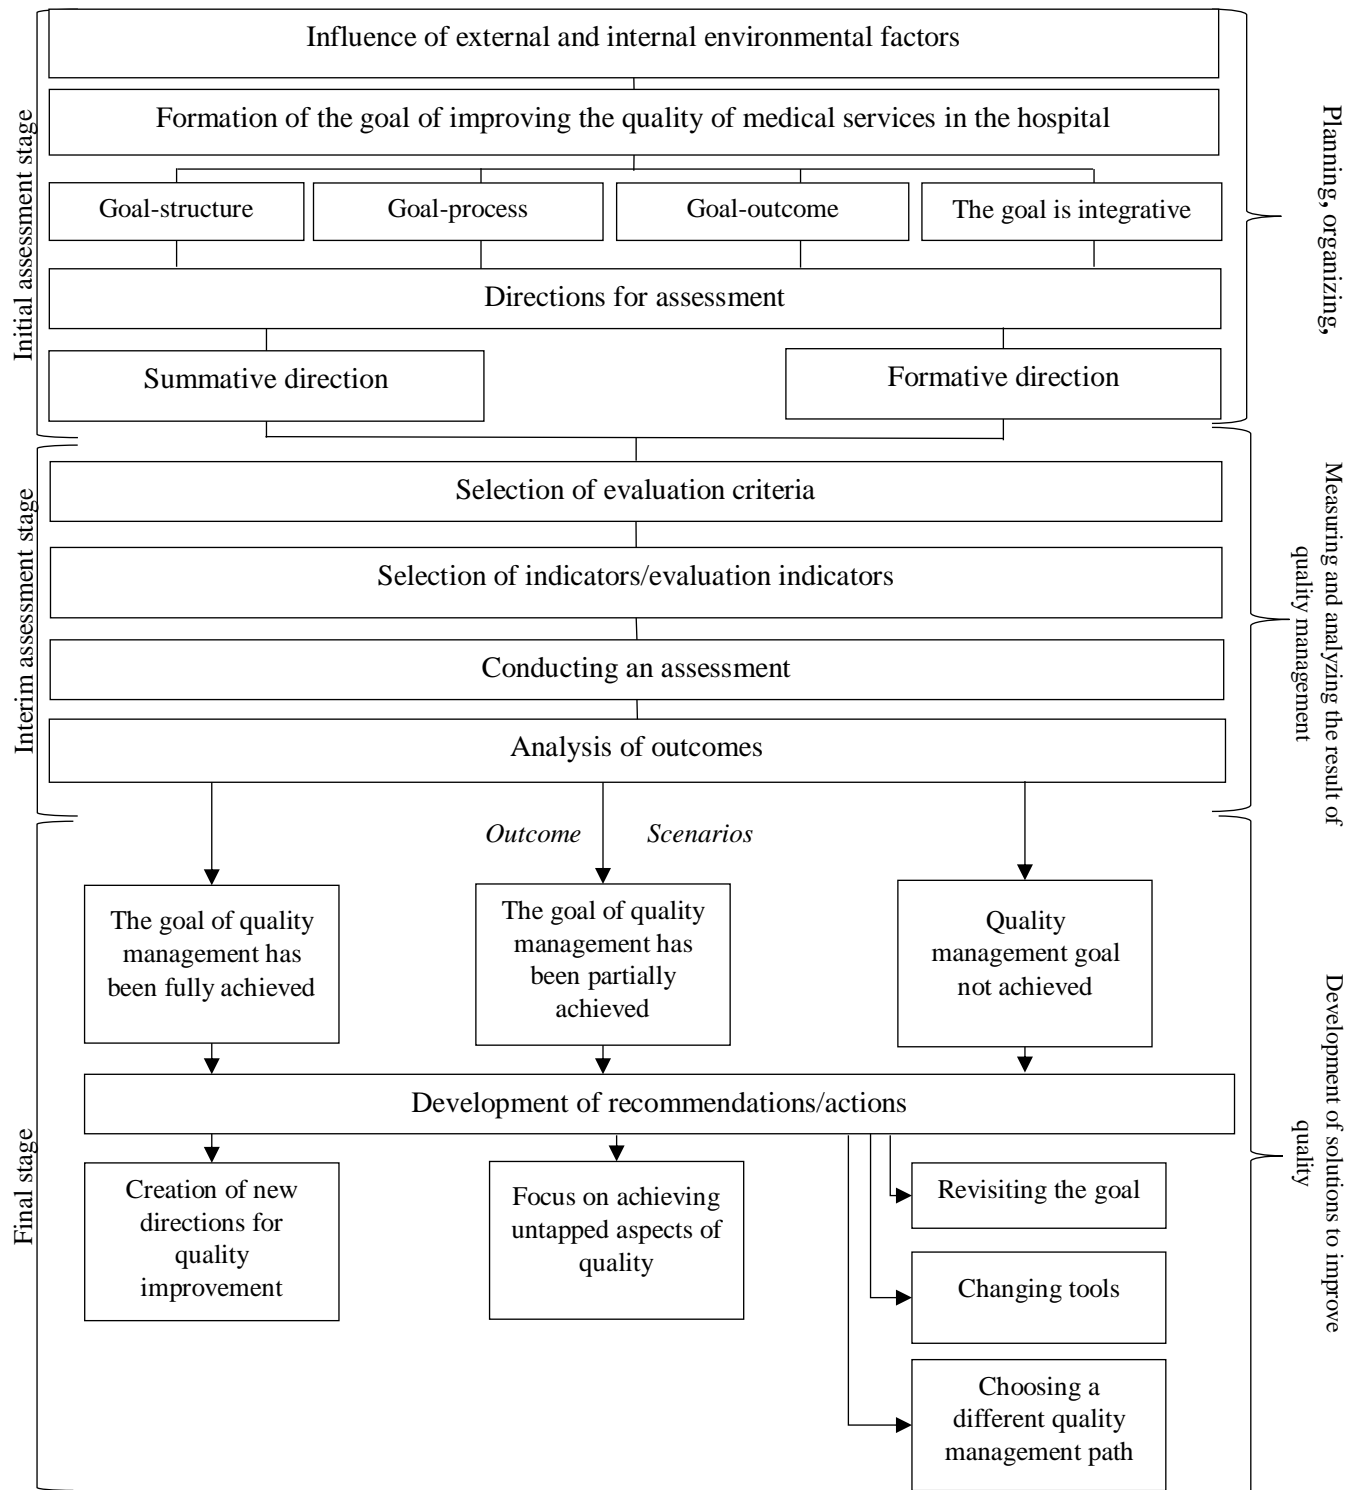 Influence of external and internal environmental factors
Formation of the goal of improving the quality of medical services in the hospital
Goal-structure
Goal-process
Goal-outcome
The goal is integrative
Directions for assessment
Summative direction
Formative direction
Initial assessment stage
Planning, organizing,
Selection of evaluation criteria
Selection of indicators/evaluation indicators
Conducting an assessment
Analysis of outcomes
Interim assessment stage
Measuring and analyzing the result of
quality management
Outcome
Scenarios
The goal of quality
management has
been fully achieved
The goal of quality
management has
been partially
achieved
Quality
management goal
not achieved
Development of recommendations/actions
Creation of new
directions for
quality
improvement
Focus on achieving
untapped aspects of
quality
Revisiting the goal
Changing tools
Choosing a
different quality
management path
Final stage
Development of solutions to improve
quality